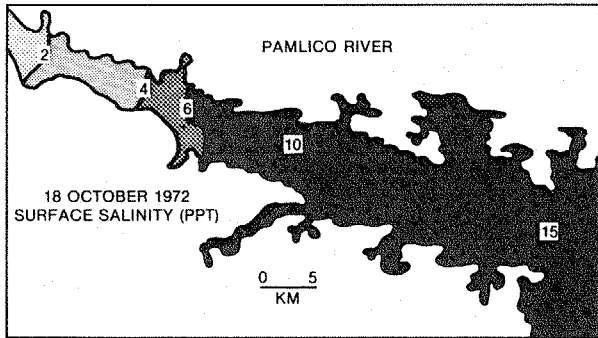 PAMLICO RIVER
2
4
6
10
18 OCTOBER 1972
SURFACE SALINITY (PPT)
15
0 5
KM